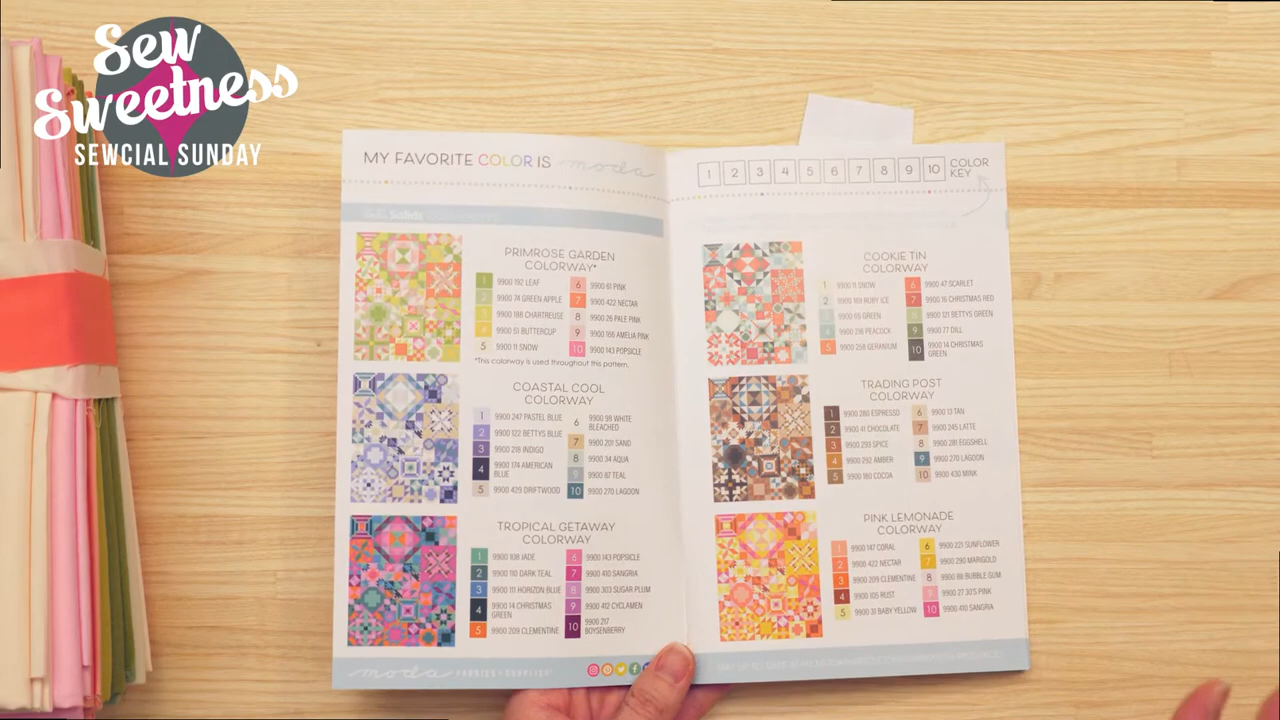 Sew
Sweetness
SEWCIAL SUNDAY
MY FAVORITE COLOR IS moda
Solids
PRIMROSE GARDEN
COLORWAY*
1 9900 192 LEAF
2 9900 74 GREEN APPLE
3 9900 188 CHARTREUSE
4 9900 51 BUTTERCUP
5 9900 11 SNOW
6 9900 61 PINK
7 9900 422 NECTAR
8 9900 26 PALE PINK
9 9900 166 AMELIA PINK
10 9900 143 POPSICLE
*This colorway is used throughout this pattern.
COASTAL COOL
COLORWAY
1 9900 247 PASTEL BLUE
2 9900 122 BETTYS BLUE
3 9900 218 INDIGO
4 9900 174 AMERICAN
BLUE
5 9900 429 DRIFTWOOD
6 9900 98 WHITE
BLEACHED
7 9900 201 SAND
8 9900 34 AQUA
9 9900 87 TEAL
10 9900 270 LAGOON
TROPICAL GETAWAY
COLORWAY
1 9900 108 JADE
2 9900 110 DARK TEAL
3 9900 111 HORIZON BLUE
4 9900 14 CHRISTMAS
GREEN
5 9900 209 CLEMENTINE
6 9900 143 POPSICLE
7 9900 410 SANGRIA
8 9900 303 SUGAR PLUM
9 9900 412 CYCLAMEN
10 9900 217
BOYSENBERRY
moda FABRICS + SUPPLIES
1 2 3 4 5 6 7 8 9 10 COLOR
KEY
COOKIE TIN
COLORWAY
1 9900 11 SNOW
2 9900 169 RUBY ICE
3 9900 65 GREEN
4 9900 216 PEACOCK
5 9900 258 GERANIUM
6 9900 47 SCARLET
7 9900 16 CHRISTMAS RED
8 9900 121 BETTYS GREEN
9 9900 77 DILL
10 9900 14 CHRISTMAS
GREEN
TRADING POST
COLORWAY
1 9900 280 ESPRESSO
2 9900 41 CHOCOLATE
3 9900 293 SPICE
4 9900 292 AMBER
5 9900 180 COCOA
6 9900 13 TAN
7 9900 245 LATTE
8 9900 281 EGGSHELL
9 9900 270 LAGOON
10 9900 430 MINK
PINK LEMONADE
COLORWAY
1 9900 147 CORAL
2 9900 422 NECTAR
3 9900 209 CLEMENTINE
4 9900 105 RUST
5 9900 31 BABY YELLOW
6 9900 221 SUNFLOWER
7 9900 290 MARIGOLD
8 9900 88 BUBBLE GUM
9 9900 27 30'S PINK
10 9900 410 SANGRIA